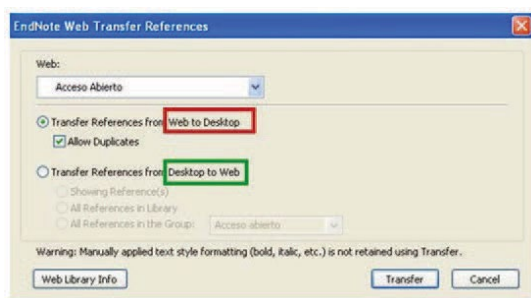 EndNote Web Transfer References
Web:
Acceso Abierto
Transfer References from Web to Desktop
Allow Duplicates
Transfer References from Desktop to Web
Showing Reference(s)
All References in Library
All References in the Group: Acceso abierto
Warning: Manually applied text style formatting (bold, italic, etc.) is not retained using Transfer.
Web Library Info Transfer Cancel